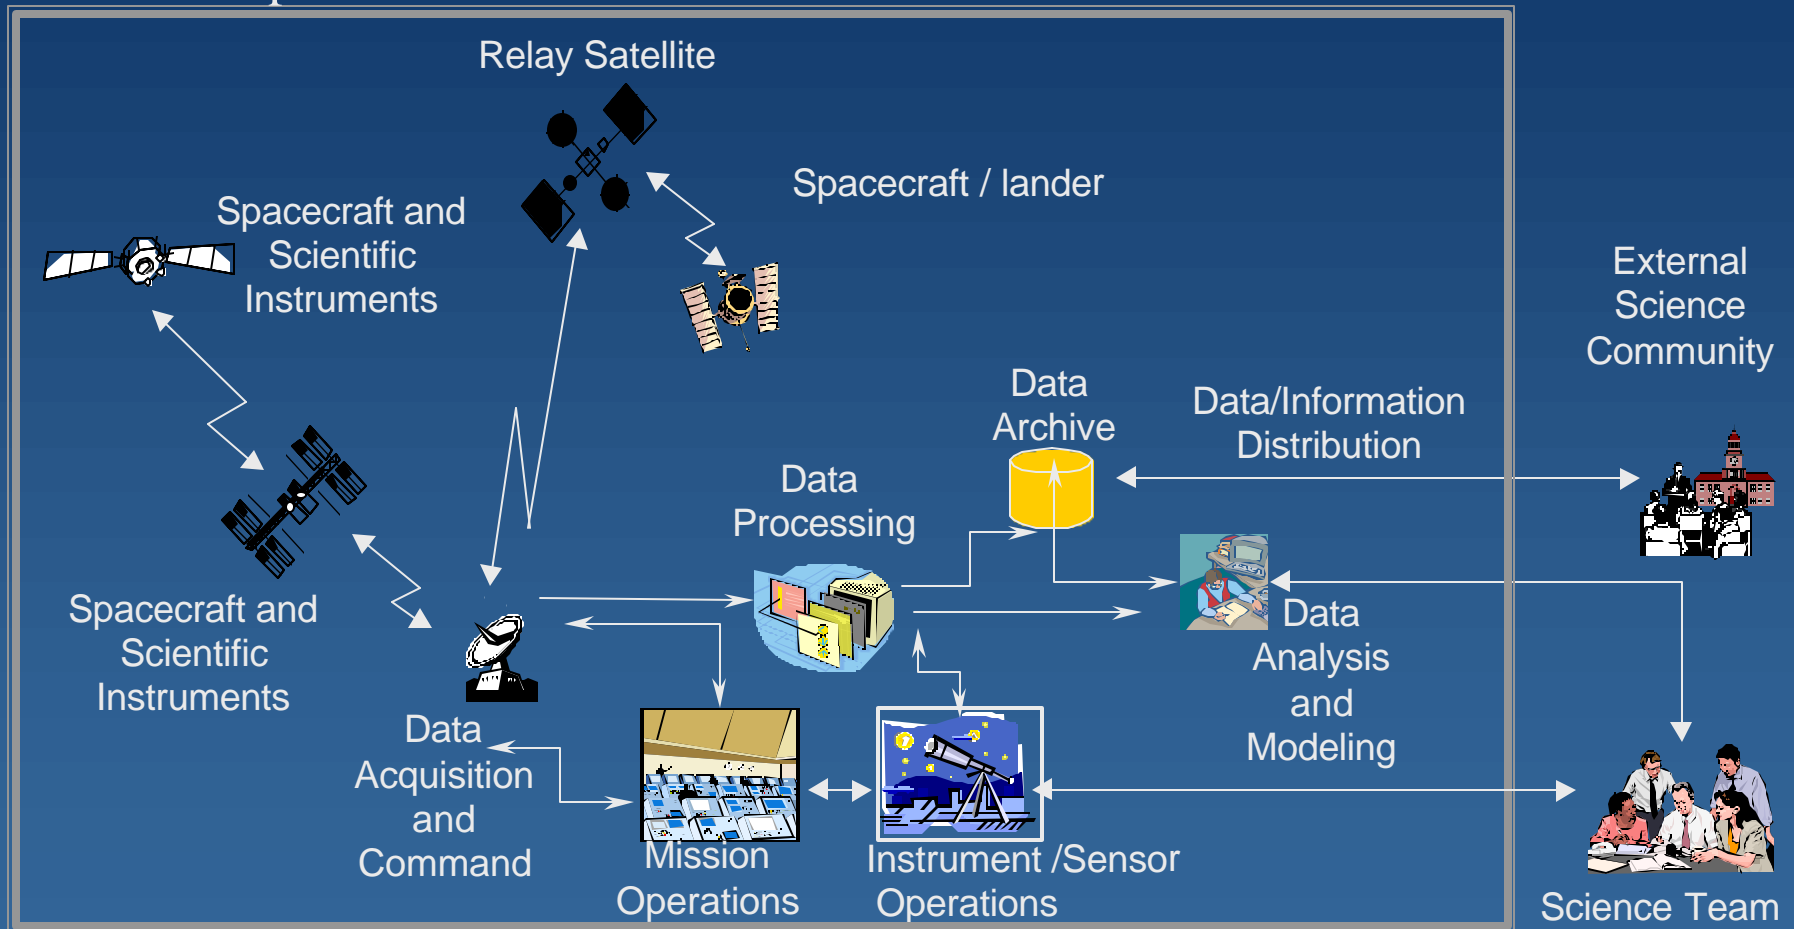 Relay Satellite
Spacecraft / lander
Spacecraft and
Scientific
Instruments
External
Science
Community
Data
Archive
Data/Information
Distribution
Data
Processing
Spacecraft and
Scientific
Instruments
Data
Analysis
and
Modeling
Data
Acquisition
and
Command
Mission
Operations
Instrument /Sensor
Operations
Science Team